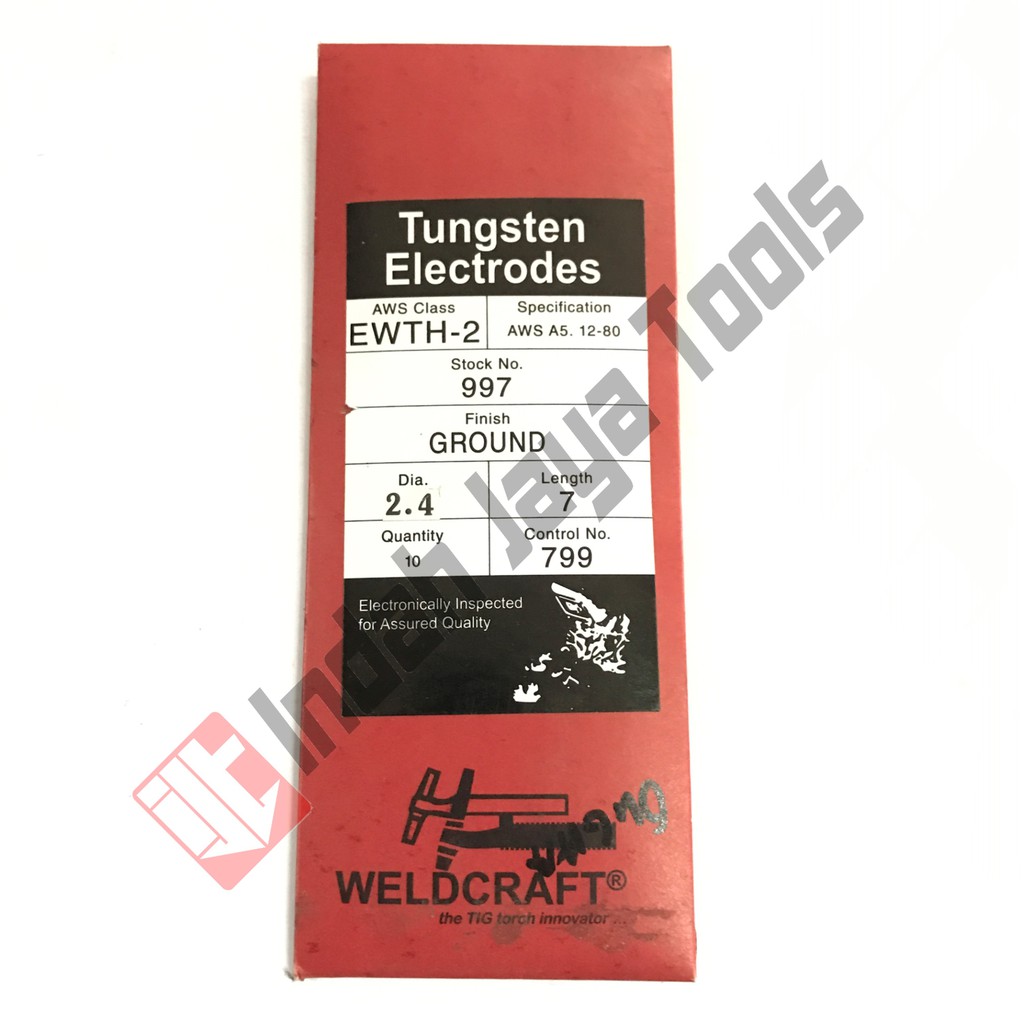 Tungsten
Electrodes
AWS Class
EWTH-2
Specification
AWS A5. 12-80
Stock No.
997
Finish
GROUND
Dia.
2.4
Length
7
Quantity
10
Control No.
799
Electronically Inspected
for Assured Quality
WELDCRAFT®
the TIG torch innovator ...
Indah Jaya Tools